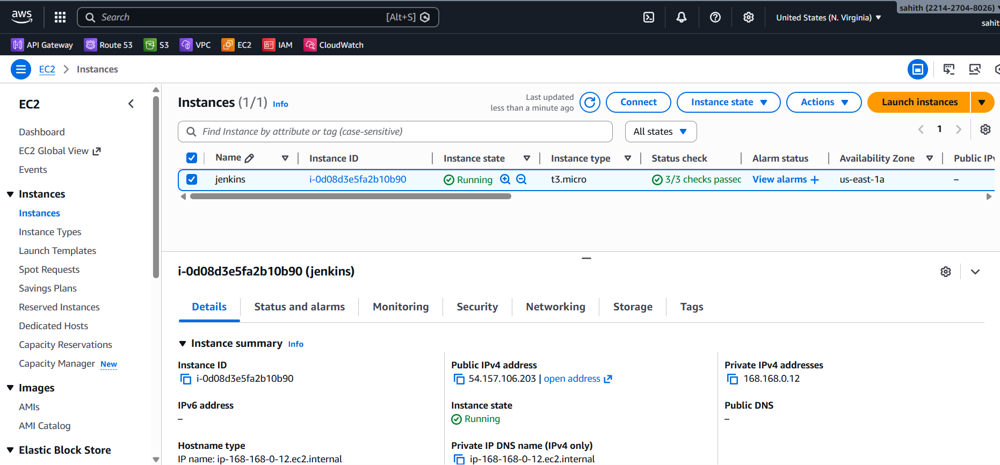 aws
Search [Alt+S]
United States (N. Virginia)
sahith (2214-2704-8026)
sahit
API Gateway Route 53 S3 VPC EC2 IAM CloudWatch
EC2 Instances
EC2
Dashboard
EC2 Global View
Events
Instances
Instances
Instance Types
Launch Templates
Spot Requests
Savings Plans
Reserved Instances
Dedicated Hosts
Capacity Reservations
Capacity Manager New
Images
AMIs
AMI Catalog
Elastic Block Store
Instances (1/1) Info
Last updated
less than a minute ago
Connect Instance state Actions Launch instances
Find Instance by attribute or tag (case-sensitive)
All states
1
Name Instance ID Instance state Instance type Status check Alarm status Availability Zone Public IPv
jenkins i-0d08d3e5fa2b10b90 Running t3.micro 3/3 checks passec View alarms + us-east-1a –
i-0d08d3e5fa2b10b90 (jenkins)
Details Status and alarms Monitoring Security Networking Storage Tags
Instance summary Info
Instance ID
i-0d08d3e5fa2b10b90
Public IPv4 address
54.157.106.203 | open address
Private IPv4 addresses
168.168.0.12
IPv6 address
–
Instance state
Running
Public DNS
–
Hostname type
IP name: ip-168-168-0-12.ec2.internal
Private IP DNS name (IPv4 only)
ip-168-168-0-12.ec2.internal